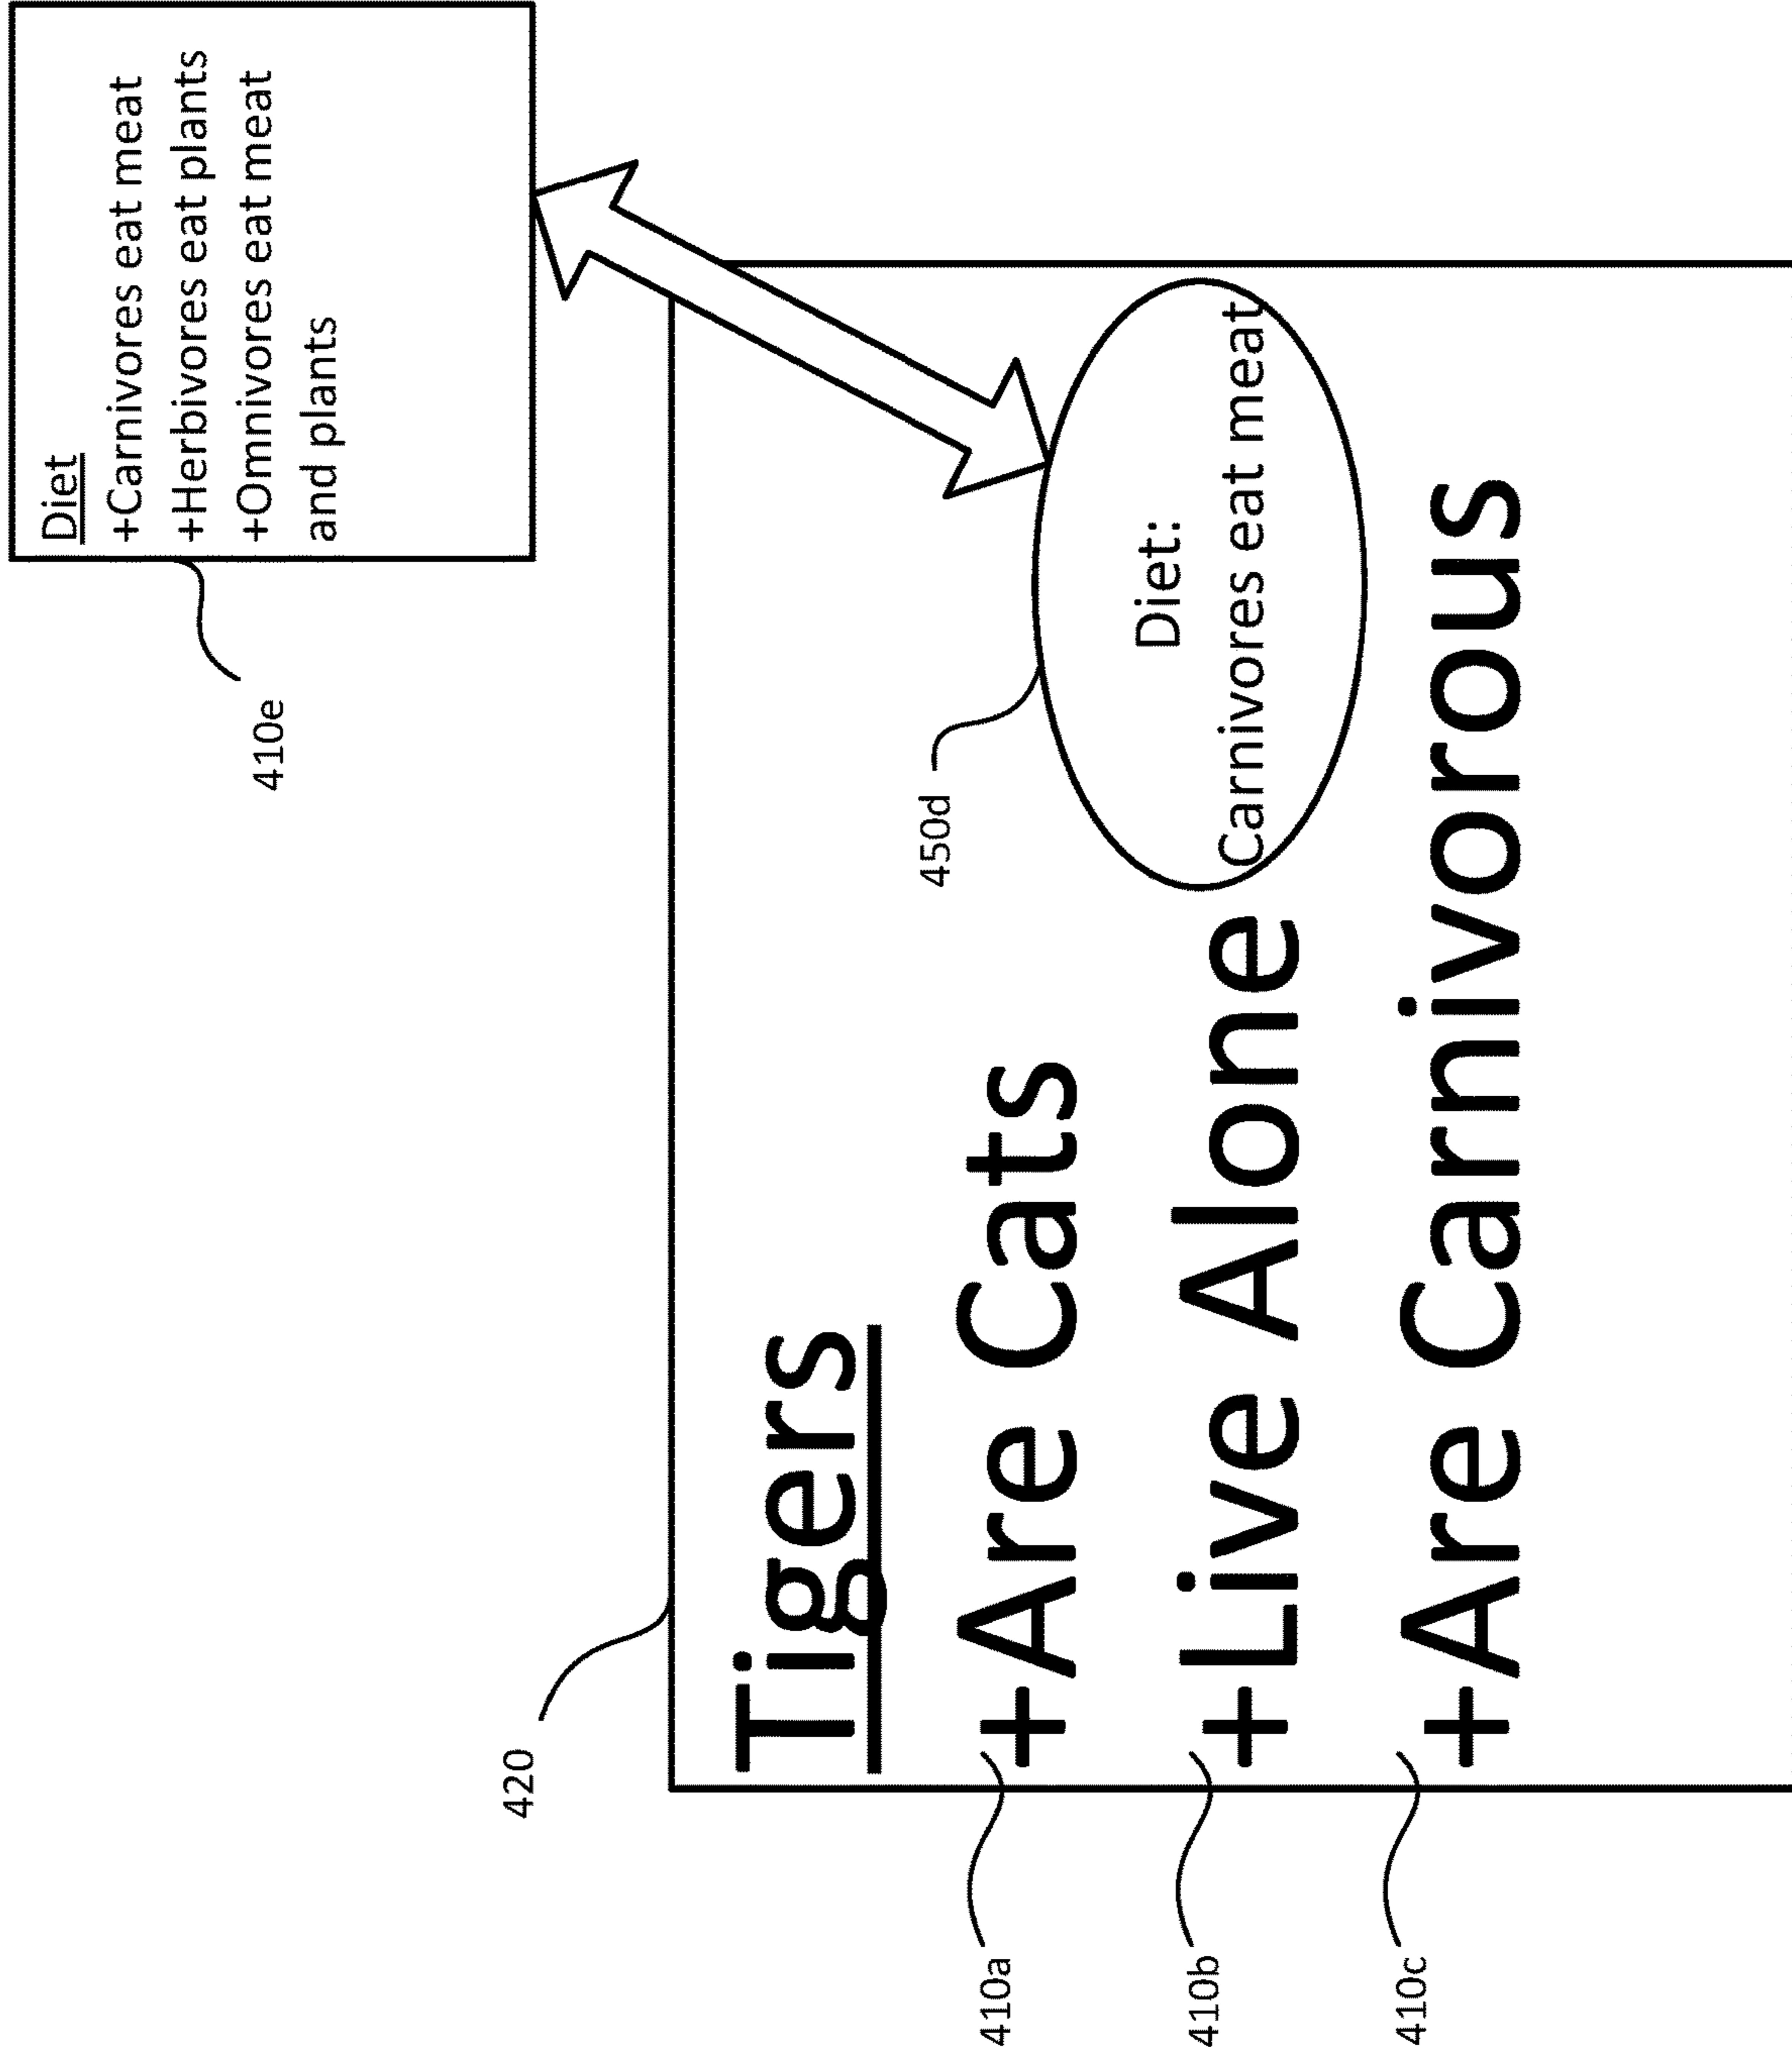 Diet
+Carnivores eat meat
+Herbivores eat plants
+Omnivores eat meat
and plants
410e
420
Tigers
+Are Cats
+Live Alone
+Are Carnivorous
450d
Diet:
Carnivores eat meat
410a
410b
410c